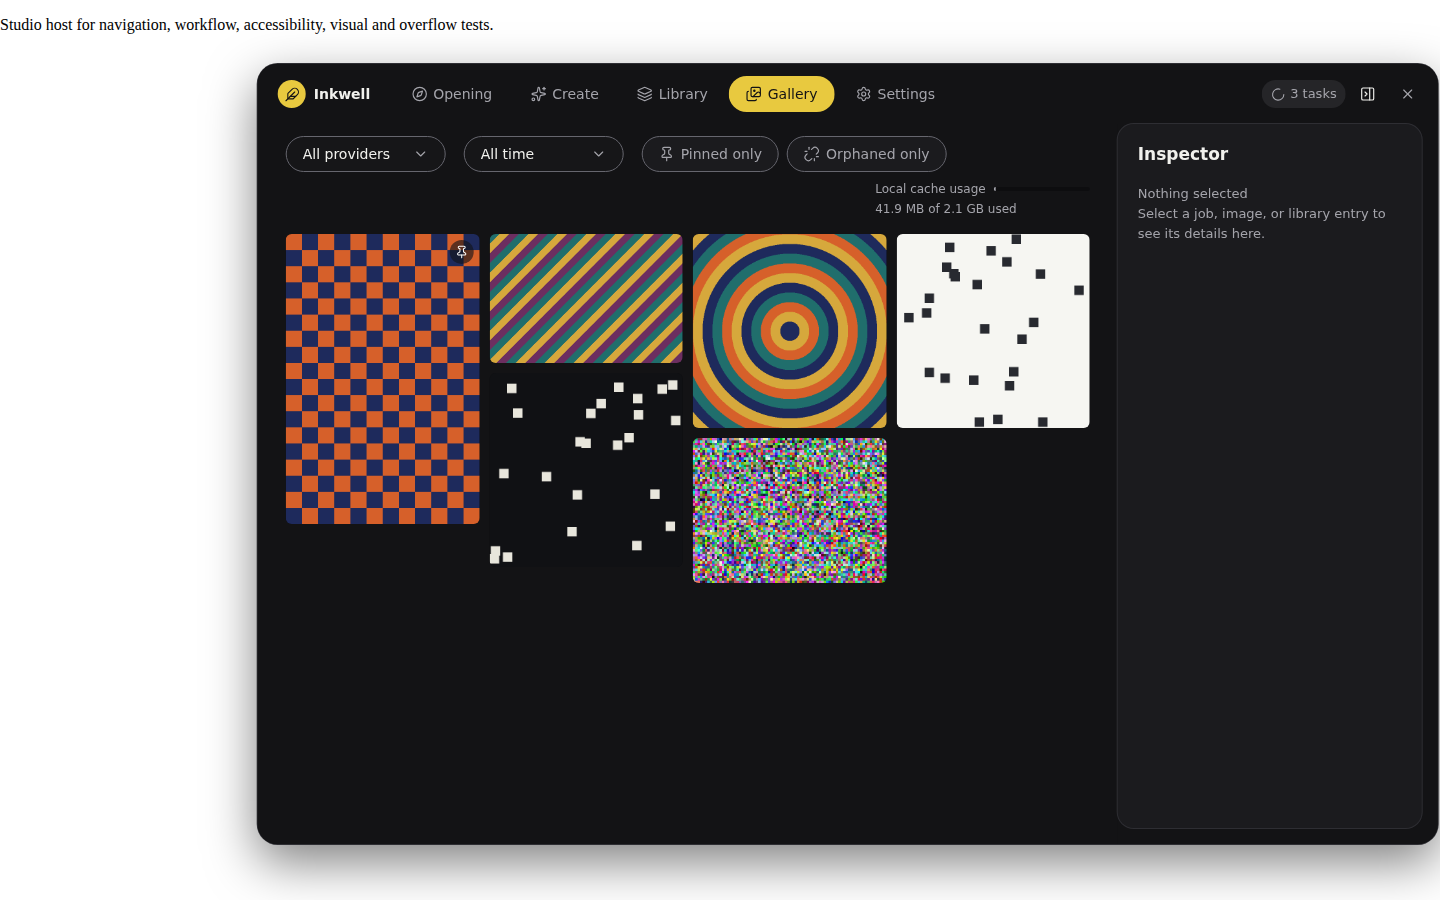 Studio host for navigation, workflow, accessibility, visual and overflow tests.
Inkwell
Opening
Create
Library
Gallery
Settings
3 tasks
All providers
All time
Pinned only
Orphaned only
Local cache usage
41.9 MB of 2.1 GB used
Inspector
Nothing selected
Select a job, image, or library entry to
see its details here.